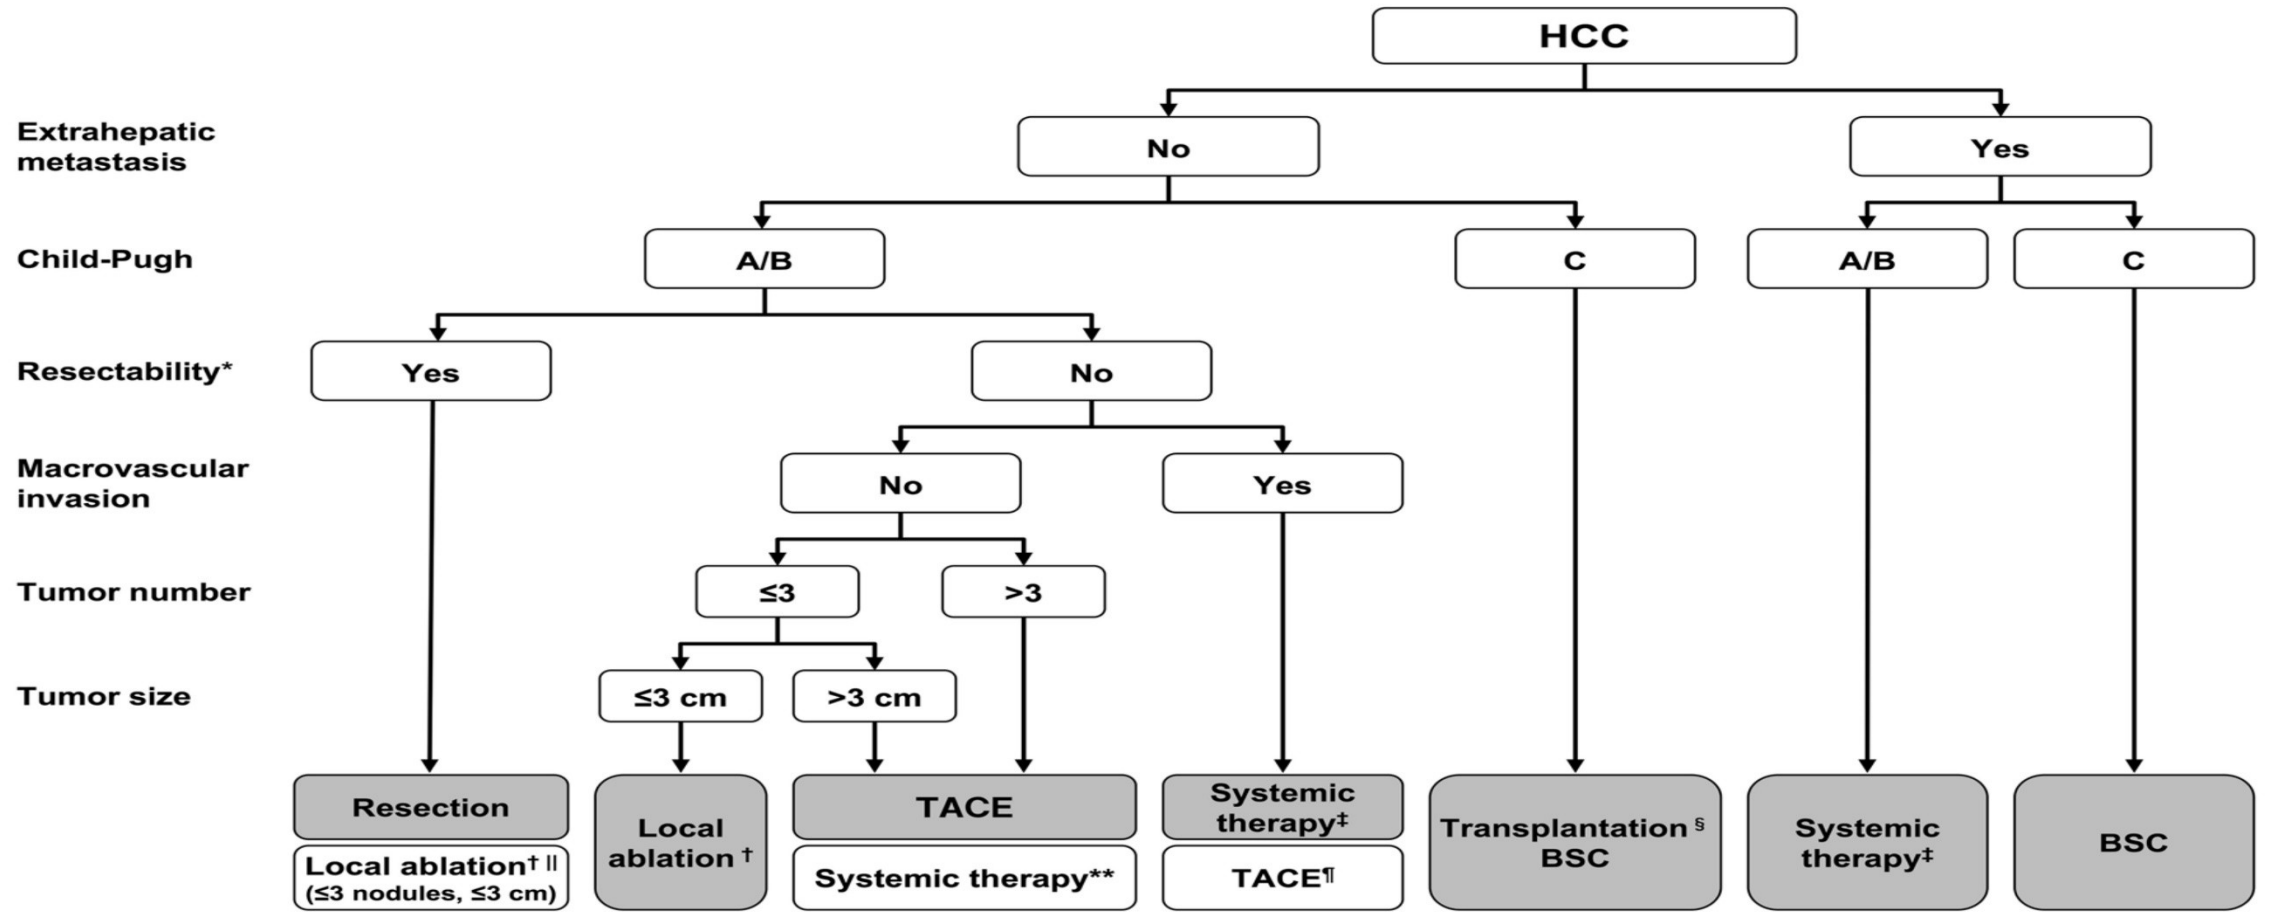 HCC
Extrahepatic
metastasis
No
Yes
Child-Pugh
A/B
C
A/B
C
Resectability*
Yes
No
Macrovascular
invasion
No
Yes
Tumor number
≤3
>3
Tumor size
≤3 cm
>3 cm
Resection
Local ablation† ||
(≤3 nodules, ≤3 cm)
Local
ablation †
TACE
Systemic therapy**
Systemic
therapy‡
TACE¶
Transplantation §
BSC
Systemic
therapy‡
BSC